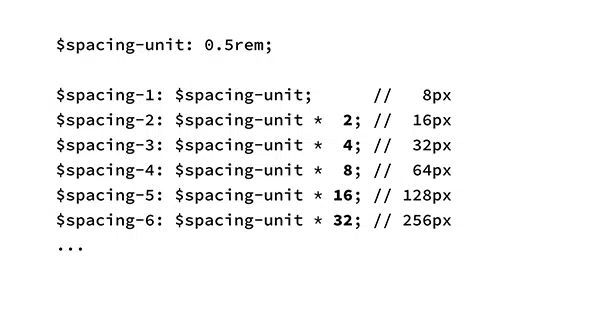 $spacing-unit: 0.5rem;
$spacing-1: $spacing-unit;      //   8px
$spacing-2: $spacing-unit *  2; //  16px
$spacing-3: $spacing-unit *  4; //  32px
$spacing-4: $spacing-unit *  8; //  64px
$spacing-5: $spacing-unit * 16; // 128px
$spacing-6: $spacing-unit * 32; // 256px
...